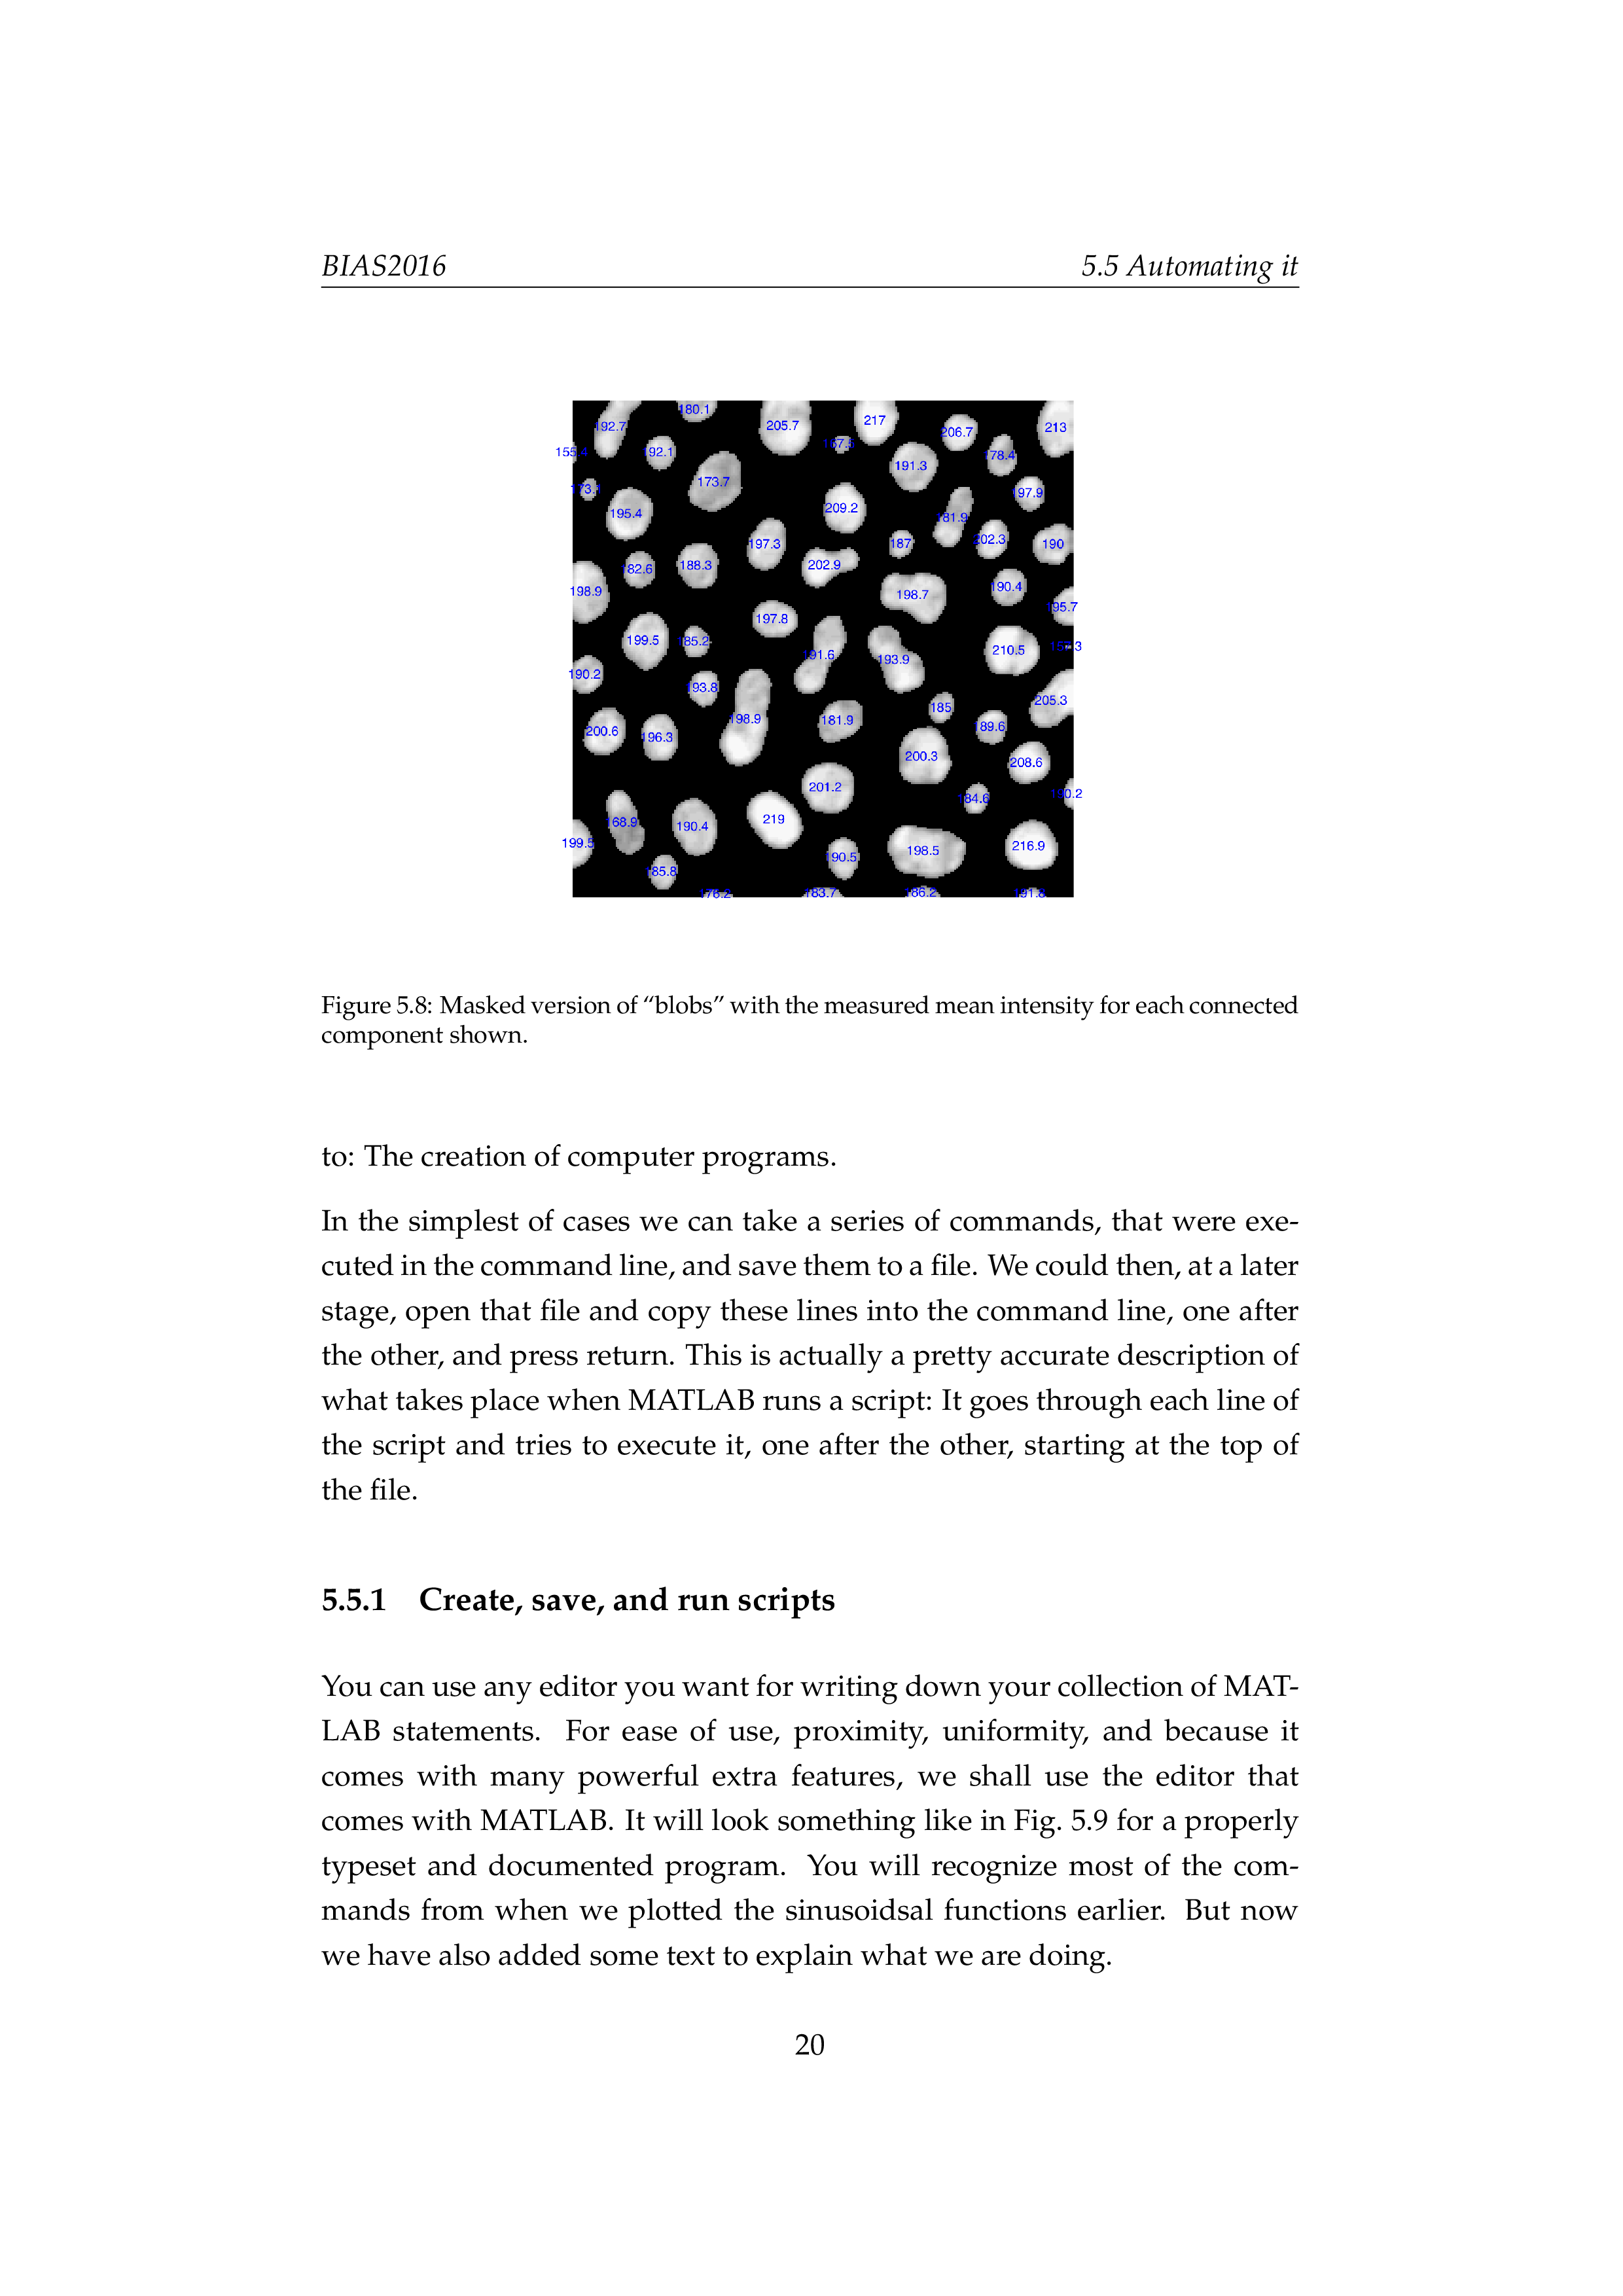 BIAS2016 5.5 Automating it
180.1
217
205.7
192.7
213
206.7
192.1
178.4
191.3
173.7
197.9
209.2
195.4
181.9
202.3
187
197.3
190
202.9
188.3
182.6
190.4
198.9
198.7
195.7
197.8
199.5
185.2
210.5
191.6
193.9
190.2
193.8
205.3
185
198.9
181.9
189.6
200.6
196.3
200.3
208.6
201.2
190.2
184.6
219
168.9
190.4
199.5
216.9
198.5
190.5
185.8
183.7
186.2
Figure 5.8: Masked version of “blobs” with the measured mean intensity for each connected
component shown.
to: The creation of computer programs.
In the simplest of cases we can take a series of commands, that were exe-
cuted in the command line, and save them to a file. We could then, at a later
stage, open that file and copy these lines into the command line, one after
the other, and press return. This is actually a pretty accurate description of
what takes place when MATLAB runs a script: It goes through each line of
the script and tries to execute it, one after the other, starting at the top of
the file.
5.5.1 Create, save, and run scripts
You can use any editor you want for writing down your collection of MAT-
LAB statements. For ease of use, proximity, uniformity, and because it
comes with many powerful extra features, we shall use the editor that
comes with MATLAB. It will look something like in Fig. 5.9 for a properly
typeset and documented program. You will recognize most of the com-
mands from when we plotted the sinusoidsal functions earlier. But now
we have also added some text to explain what we are doing.
20